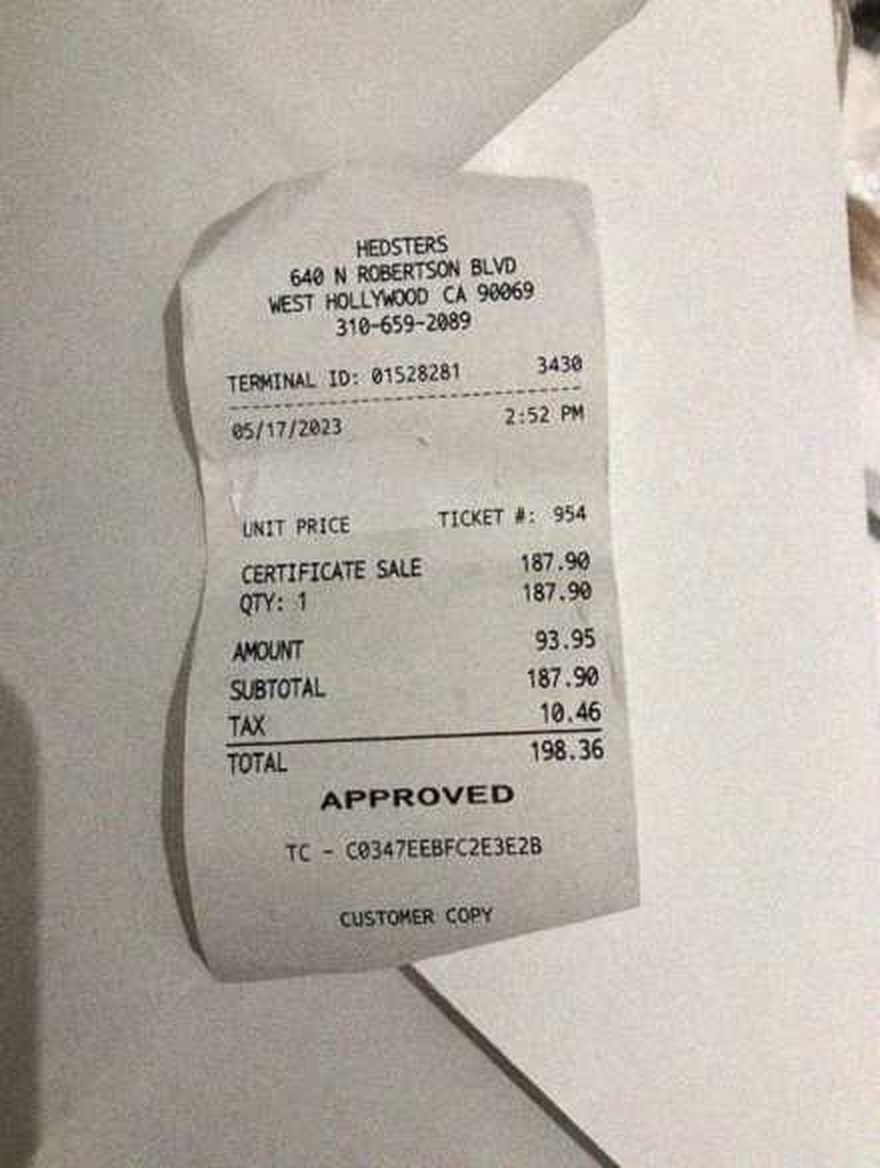 HEDSTERS
640 N ROBERTSON BLVD
WEST HOLLYWOOD CA 90069
310-659-2089
TERMINAL ID: 01528281 3430
05/17/2023 2:52 PM
UNIT PRICE TICKET #: 954
CERTIFICATE SALE 187.90
QTY: 1 187.90
AMOUNT 93.95
SUBTOTAL 187.90
TAX 10.46
TOTAL 198.36
APPROVED
TC - C0347EEBFC2E3E2B
CUSTOMER COPY